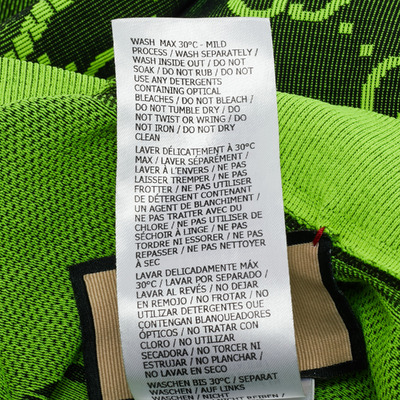 WASH MAX 30°C - MILD
PROCESS / WASH SEPARATELY /
WASH INSIDE OUT / DO NOT
SOAK / DO NOT RUB / DO NOT
USE ANY DETERGENTS
CONTAINING OPTICAL
BLEACHES / DO NOT BLEACH /
DO NOT TUMBLE DRY / DO
NOT TWIST OR WRING / DO
NOT IRON / DO NOT DRY
CLEAN
LAVER DÉLICATEMENT À 30°C
MAX / LAVER SÉPARÉMENT /
LAVER À L'ENVERS / NE PAS
LAISSER TREMPER / NE PAS
FROTTER / NE PAS UTILISER
DE DÉTERGENT CONTENANT
UN AGENT DE BLANCHIMENT /
NE PAS TRAITER AVEC DU
CHLORE / NE PAS UTILISER DE
SÉCHOIR À LINGE / NE PAS
TORDRE NI ESSORER / NE PAS
REPASSER / NE PAS NETTOYER
À SEC
LAVAR DELICADAMENTE MÁX
30°C / LAVAR POR SEPARADO /
LAVAR AL REVÉS / NO DEJAR
EN REMOJO / NO FROTAR / NO
UTILIZAR DETERGENTES QUE
CONTENGAN BLANQUEADORES
ÓPTICOS / NO TRATAR CON
CLORO / NO UTILIZAR
SECADORA / NO TORCER NI
ESTRUJAR / NO PLANCHAR /
NO LAVAR EN SECO
WASCHEN BIS 30°C / SEPARAT
WASCHEN / AUF LINKS
WASCHEN / NICHT